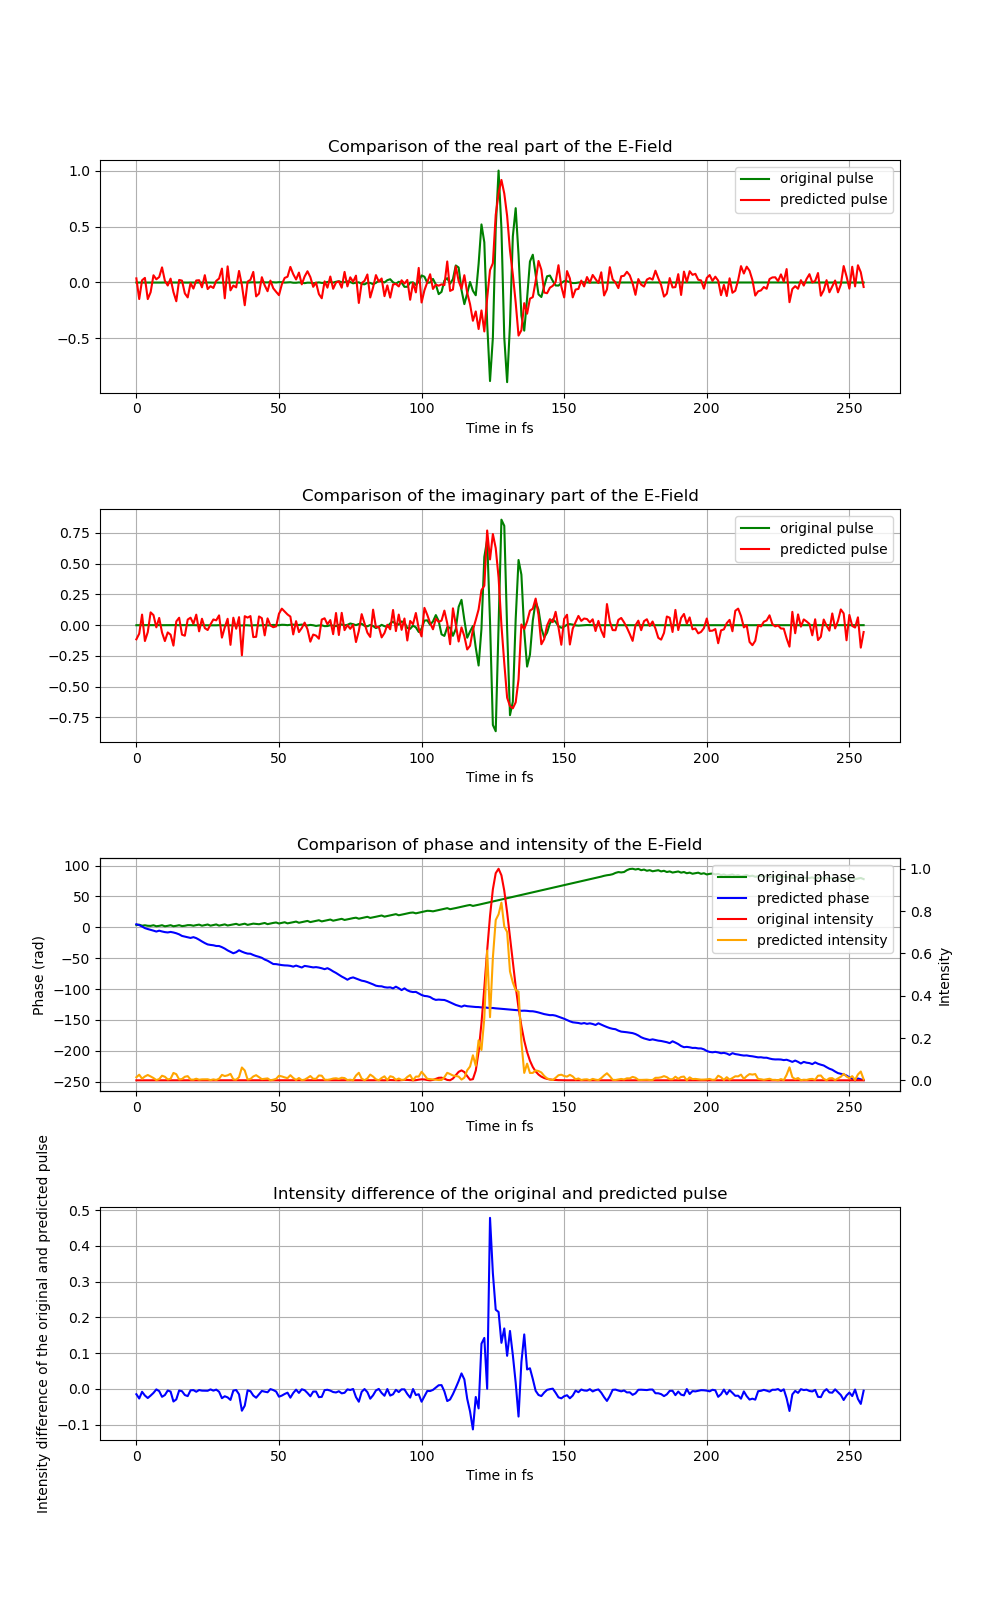 Comparison of the real part of the E-Field
1.0
0.5
0.0
−0.5
original pulse
predicted pulse
0 50 100 150 200 250
Time in fs
Comparison of the imaginary part of the E-Field
0.75
0.50
0.25
0.00
−0.25
−0.50
−0.75
original pulse
predicted pulse
0 50 100 150 200 250
Time in fs
Comparison of phase and intensity of the E-Field
Phase (rad)
100
50
0
−50
−100
−150
−200
−250
original phase
predicted phase
original intensity
predicted intensity
1.0
0.8
0.6
0.4
0.2
0.0
Intensity
0 50 100 150 200 250
Time in fs
Intensity difference of the original and predicted pulse
Intensity difference of the original and predicted pulse
0.5
0.4
0.3
0.2
0.1
0.0
−0.1
0 50 100 150 200 250
Time in fs